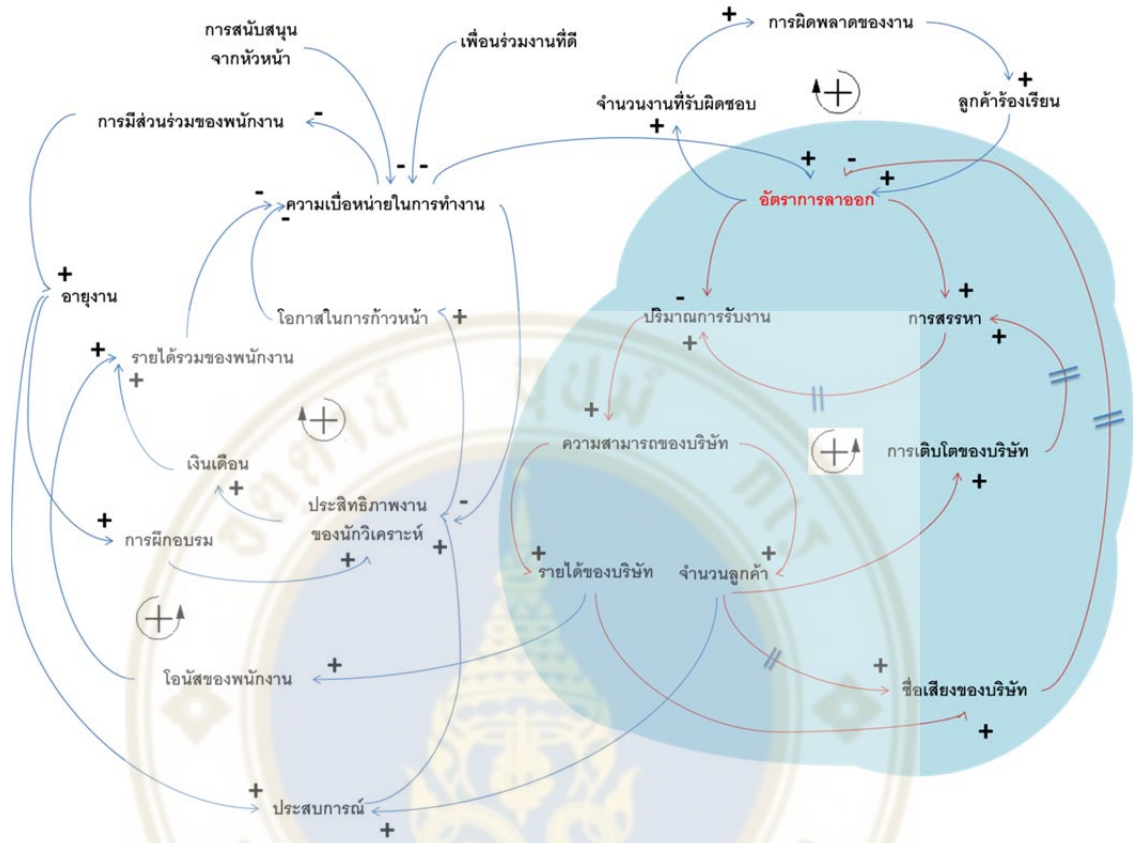 การสนับสนุน
จากหัวหน้า
เพื่อนร่วมงานที่ดี
+ การผิดพลาดของงาน
+
จำนวนงานที่รับผิดชอบ
+
+
ลูกค้าร้องเรียน
การมีส่วนร่วมของพนักงาน -
- -
+ - +
อัตราการลาออก
-
ความเบื่อหน่ายในการทำงาน
-
+
อายุงาน
โอกาสในการก้าวหน้า +
-
ปริมาณการรับงาน
+
+
การสรรหา
+
+
รายได้รวมของพนักงาน
+
+
+
ความสามารถของบริษัท
+
การเติบโตของบริษัท
+
เงินเดือน
+
ประสิทธิภาพงาน
ของนักวิเคราะห์
-
+ +
+
การฝึกอบรม
+
รายได้ของบริษัท
จำนวนลูกค้า
+
+
โอนัสของพนักงาน
+
+
ชื่อเสียงของบริษัท
+
+
ประสบการณ์
+
อัตตานํ อุปมํ กเร